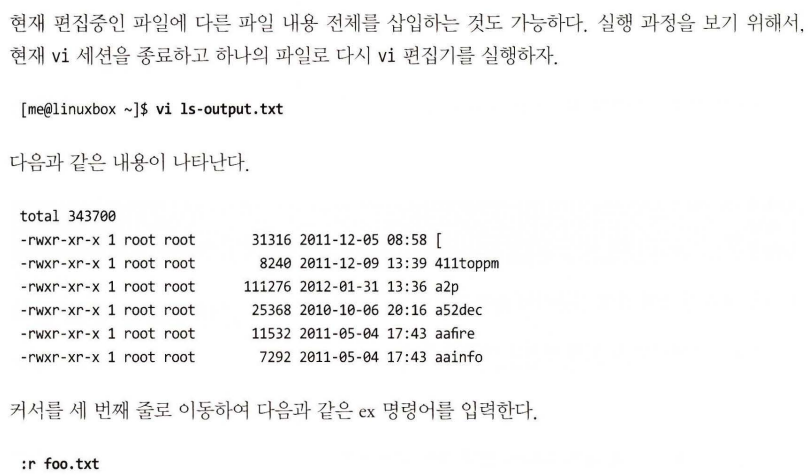 현재 편집중인 파일에 다른 파일 내용 전체를 삽입하는 것도 가능하다. 실행 과정을 보기 위해서,
현재 vi 세션을 종료하고 하나의 파일로 다시 vi 편집기를 실행하자.
[me@linuxbox ~]$ vi ls-output.txt
다음과 같은 내용이 나타난다.
total 343700
-rwxr-xr-x 1 root root 31316 2011-12-05 08:58 [
-rwxr-xr-x 1 root root 8240 2011-12-09 13:39 411toppm
-rwxr-xr-x 1 root root 111276 2012-01-31 13:36 a2p
-rwxr-xr-x 1 root root 25368 2010-10-06 20:16 a52dec
-rwxr-xr-x 1 root root 11532 2011-05-04 17:43 aafire
-rwxr-xr-x 1 root root 7292 2011-05-04 17:43 aainfo
커서를 세 번째 줄로 이동하여 다음과 같은 ex 명령어를 입력한다.
:r foo.txt